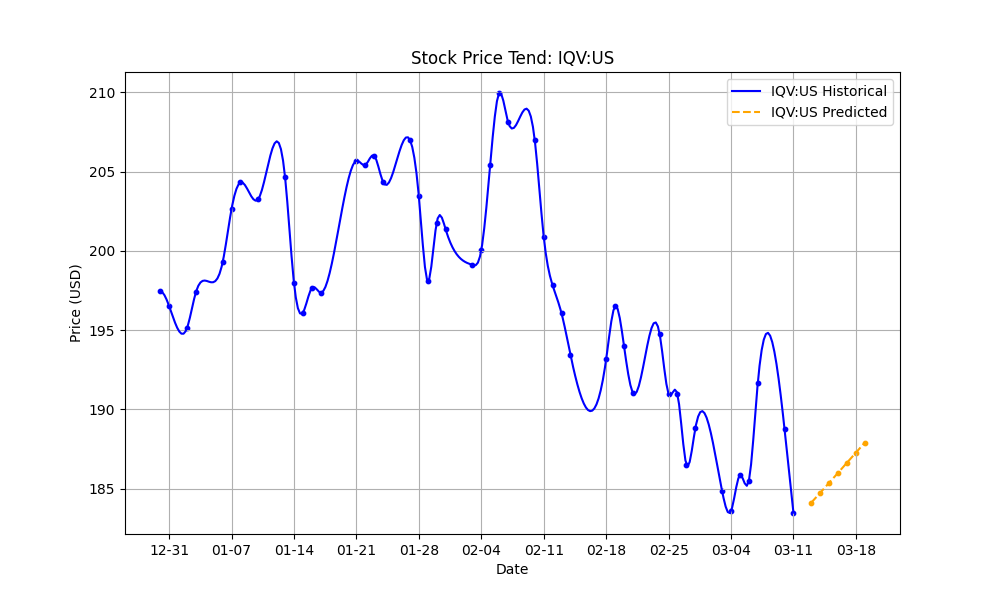 Stock Price Tend: IQV:US
IQV:US Historical
IQV:US Predicted
Price (USD)
210
205
200
195
190
185
12-31 01-07 01-14 01-21 01-28 02-04 02-11 02-18 02-25 03-04 03-11 03-18
Date